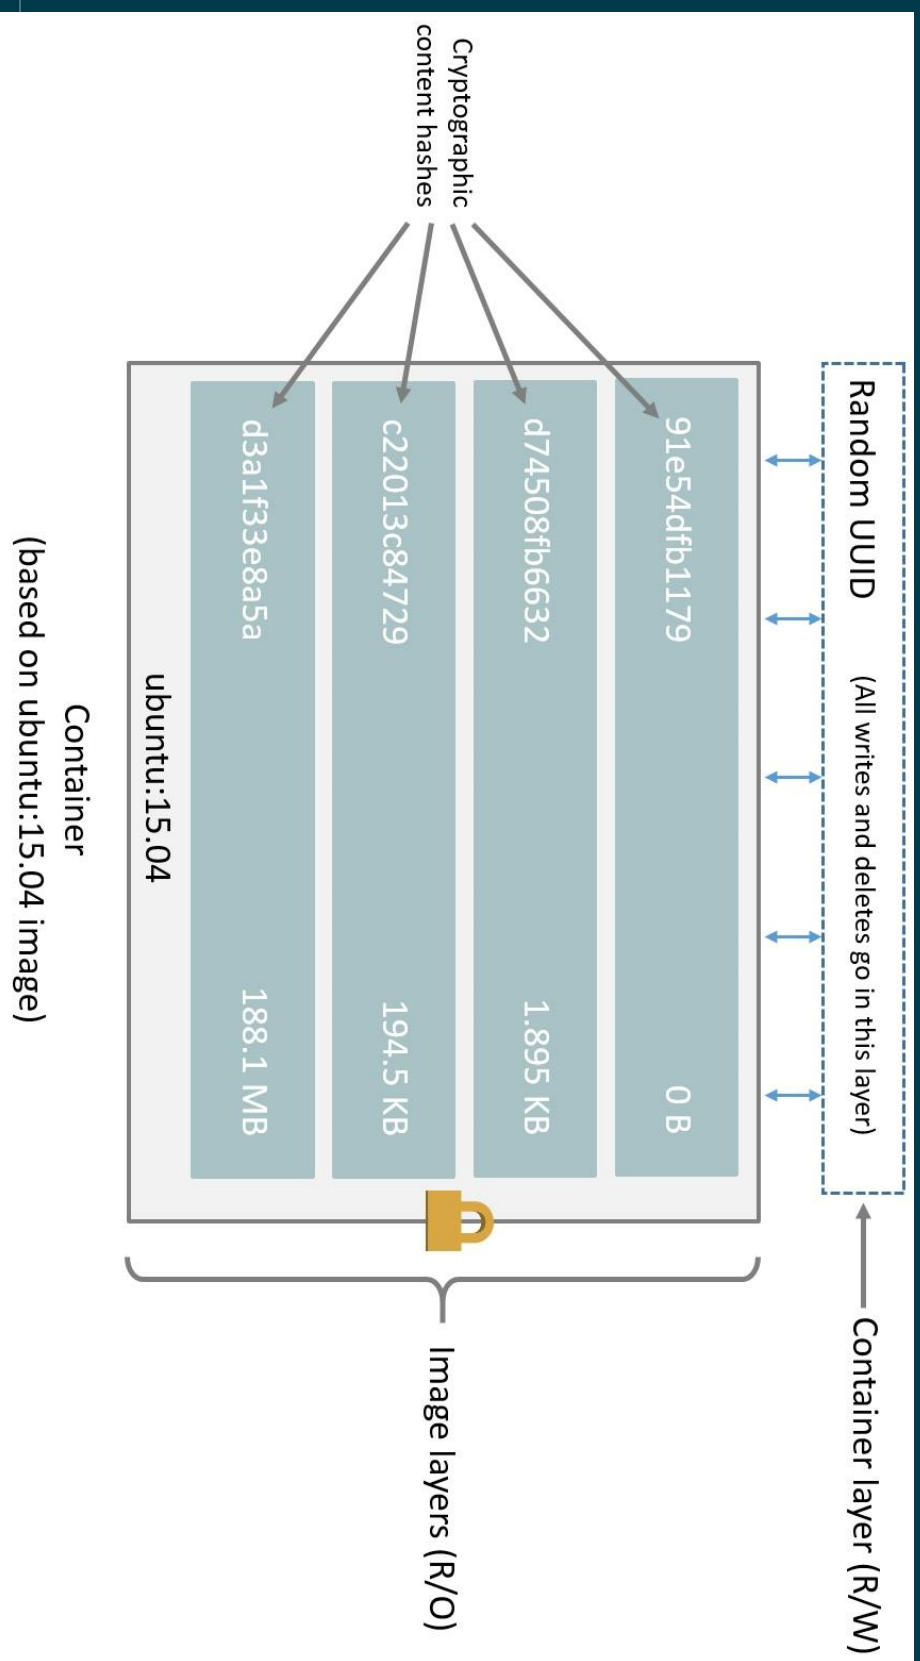 Random UUID (All writes and deletes go in this layer)
Container layer (R/W)
Cryptographic
content hashes
91e54dfb1179 0 B
d74508fb6632 1.895 KB
c22013c84729 194.5 KB
d3a1f33e8a5a 188.1 MB
ubuntu:15.04
Image layers (R/O)
Container
(based on ubuntu:15.04 image)